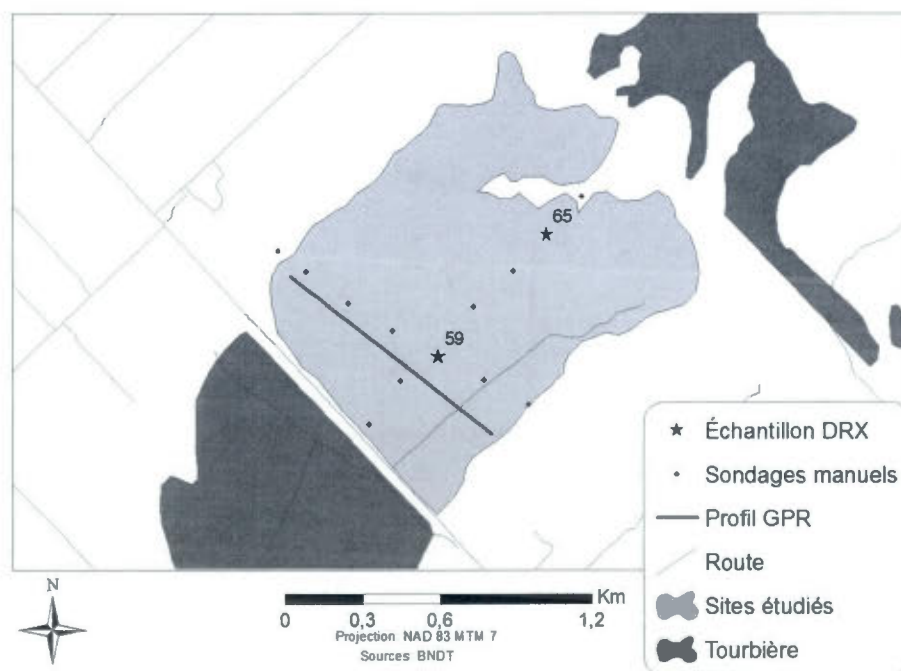 65
59
Échantillon DRX
Sondages manuels
Profil GPR
Route
Sites étudiés
Tourbière
N
Km
0 0,3 0,6 1,2
Projection NAD 83 MTM 7
Sources BNDT